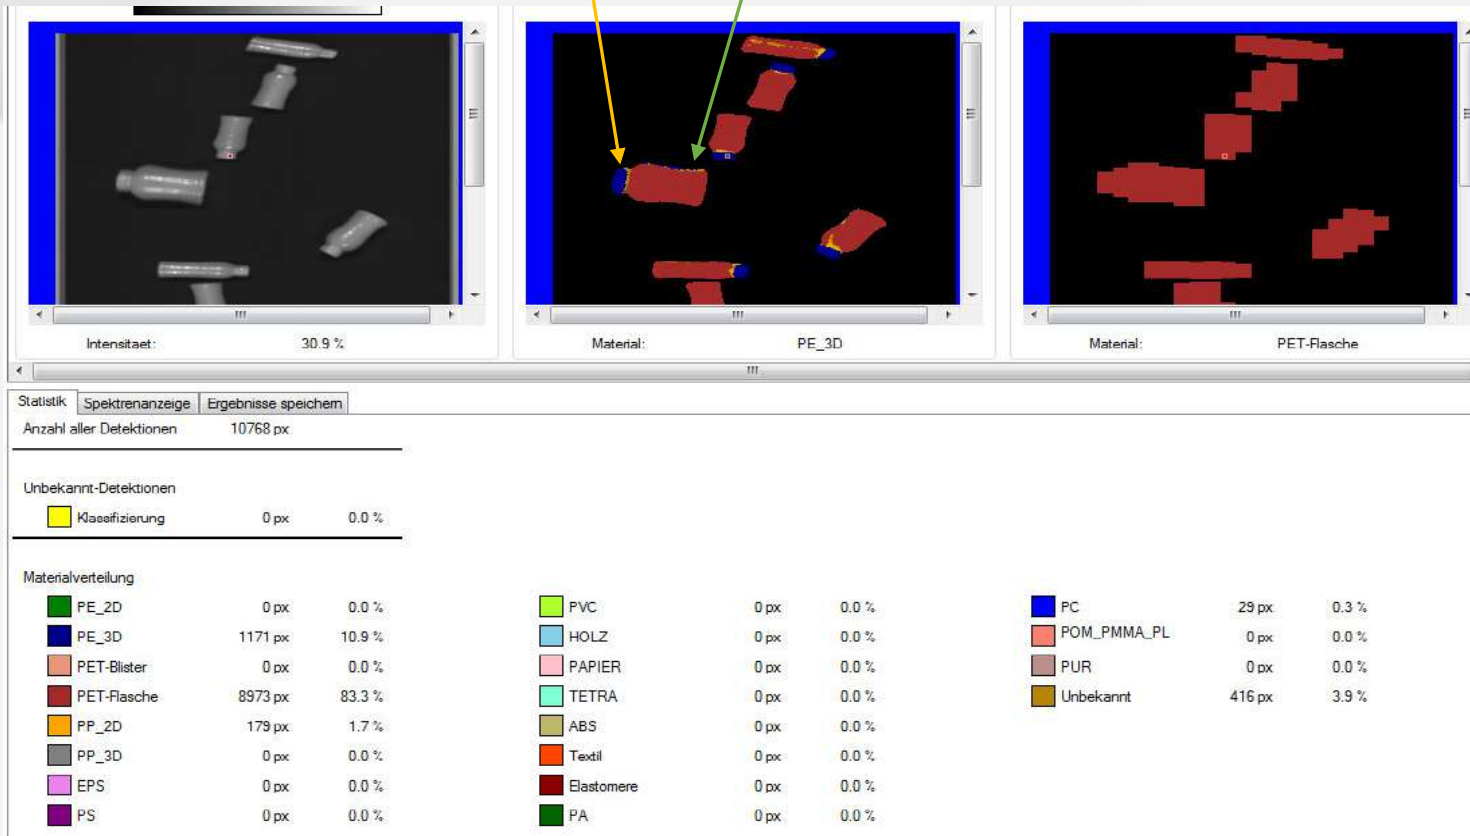 Intensitaet: 30.9 %
Material: PE_3D
Material: PET-Flasche
Statistik Spektrenanzeige Ergebnisse speichern
Anzahl aller Detektionen 10768 px
Unbekannt-Detektionen
Klassifizierung 0 px 0.0 %
Materialverteilung
PE_2D 0 px 0.0 % PVC 0 px 0.0 % PC 29 px 0.3 %
PE_3D 1171 px 10.9 % HOLZ 0 px 0.0 % POM_PMMA_PL 0 px 0.0 %
PET-Blister 0 px 0.0 % PAPIER 0 px 0.0 % PUR 0 px 0.0 %
PET-Flasche 8973 px 83.3 % TETRA 0 px 0.0 % Unbekannt 416 px 3.9 %
PP_2D 179 px 1.7 % ABS 0 px 0.0 %
PP_3D 0 px 0.0 % Textil 0 px 0.0 %
EPS 0 px 0.0 % Elastomere 0 px 0.0 %
PS 0 px 0.0 % PA 0 px 0.0 %